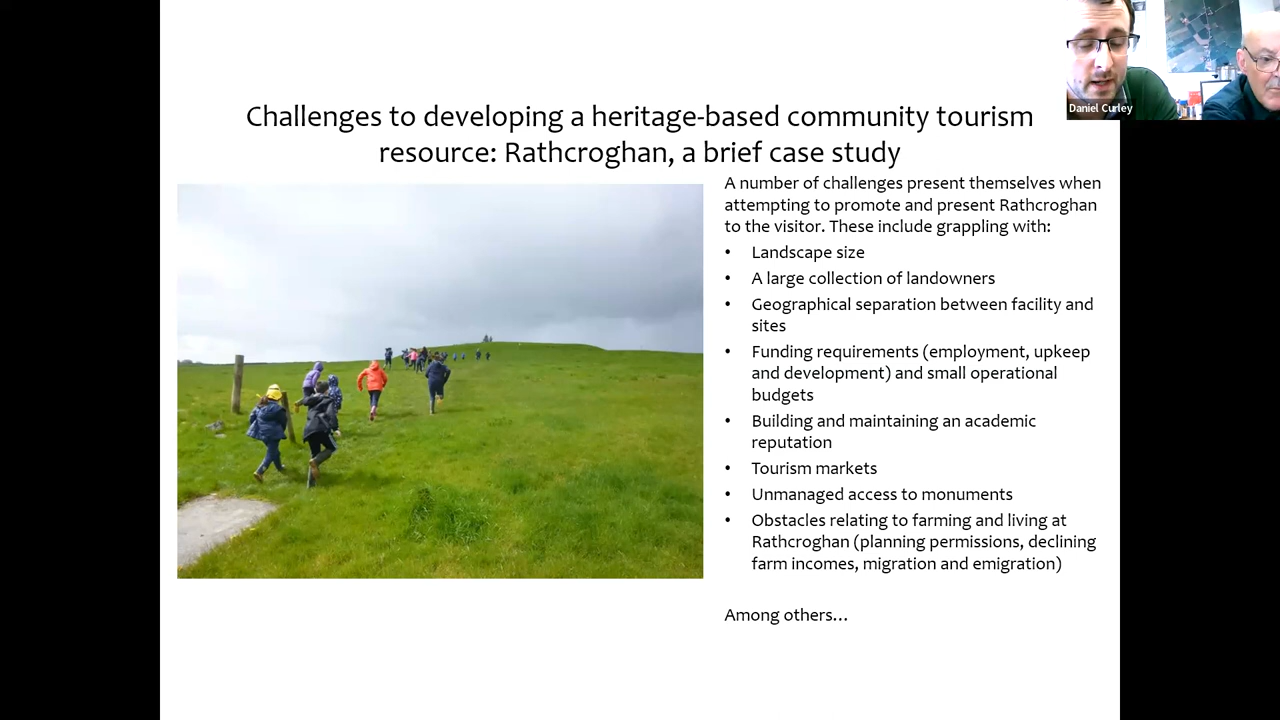 Daniel Curley
Challenges to developing a heritage-based community tourism
resource: Rathcroghan, a brief case study
A number of challenges present themselves when
attempting to promote and present Rathcroghan
to the visitor. These include grappling with:
• Landscape size
• A large collection of landowners
• Geographical separation between facility and
sites
• Funding requirements (employment, upkeep
and development) and small operational
budgets
• Building and maintaining an academic
reputation
• Tourism markets
• Unmanaged access to monuments
• Obstacles relating to farming and living at
Rathcroghan (planning permissions, declining
farm incomes, migration and emigration)
Among others…